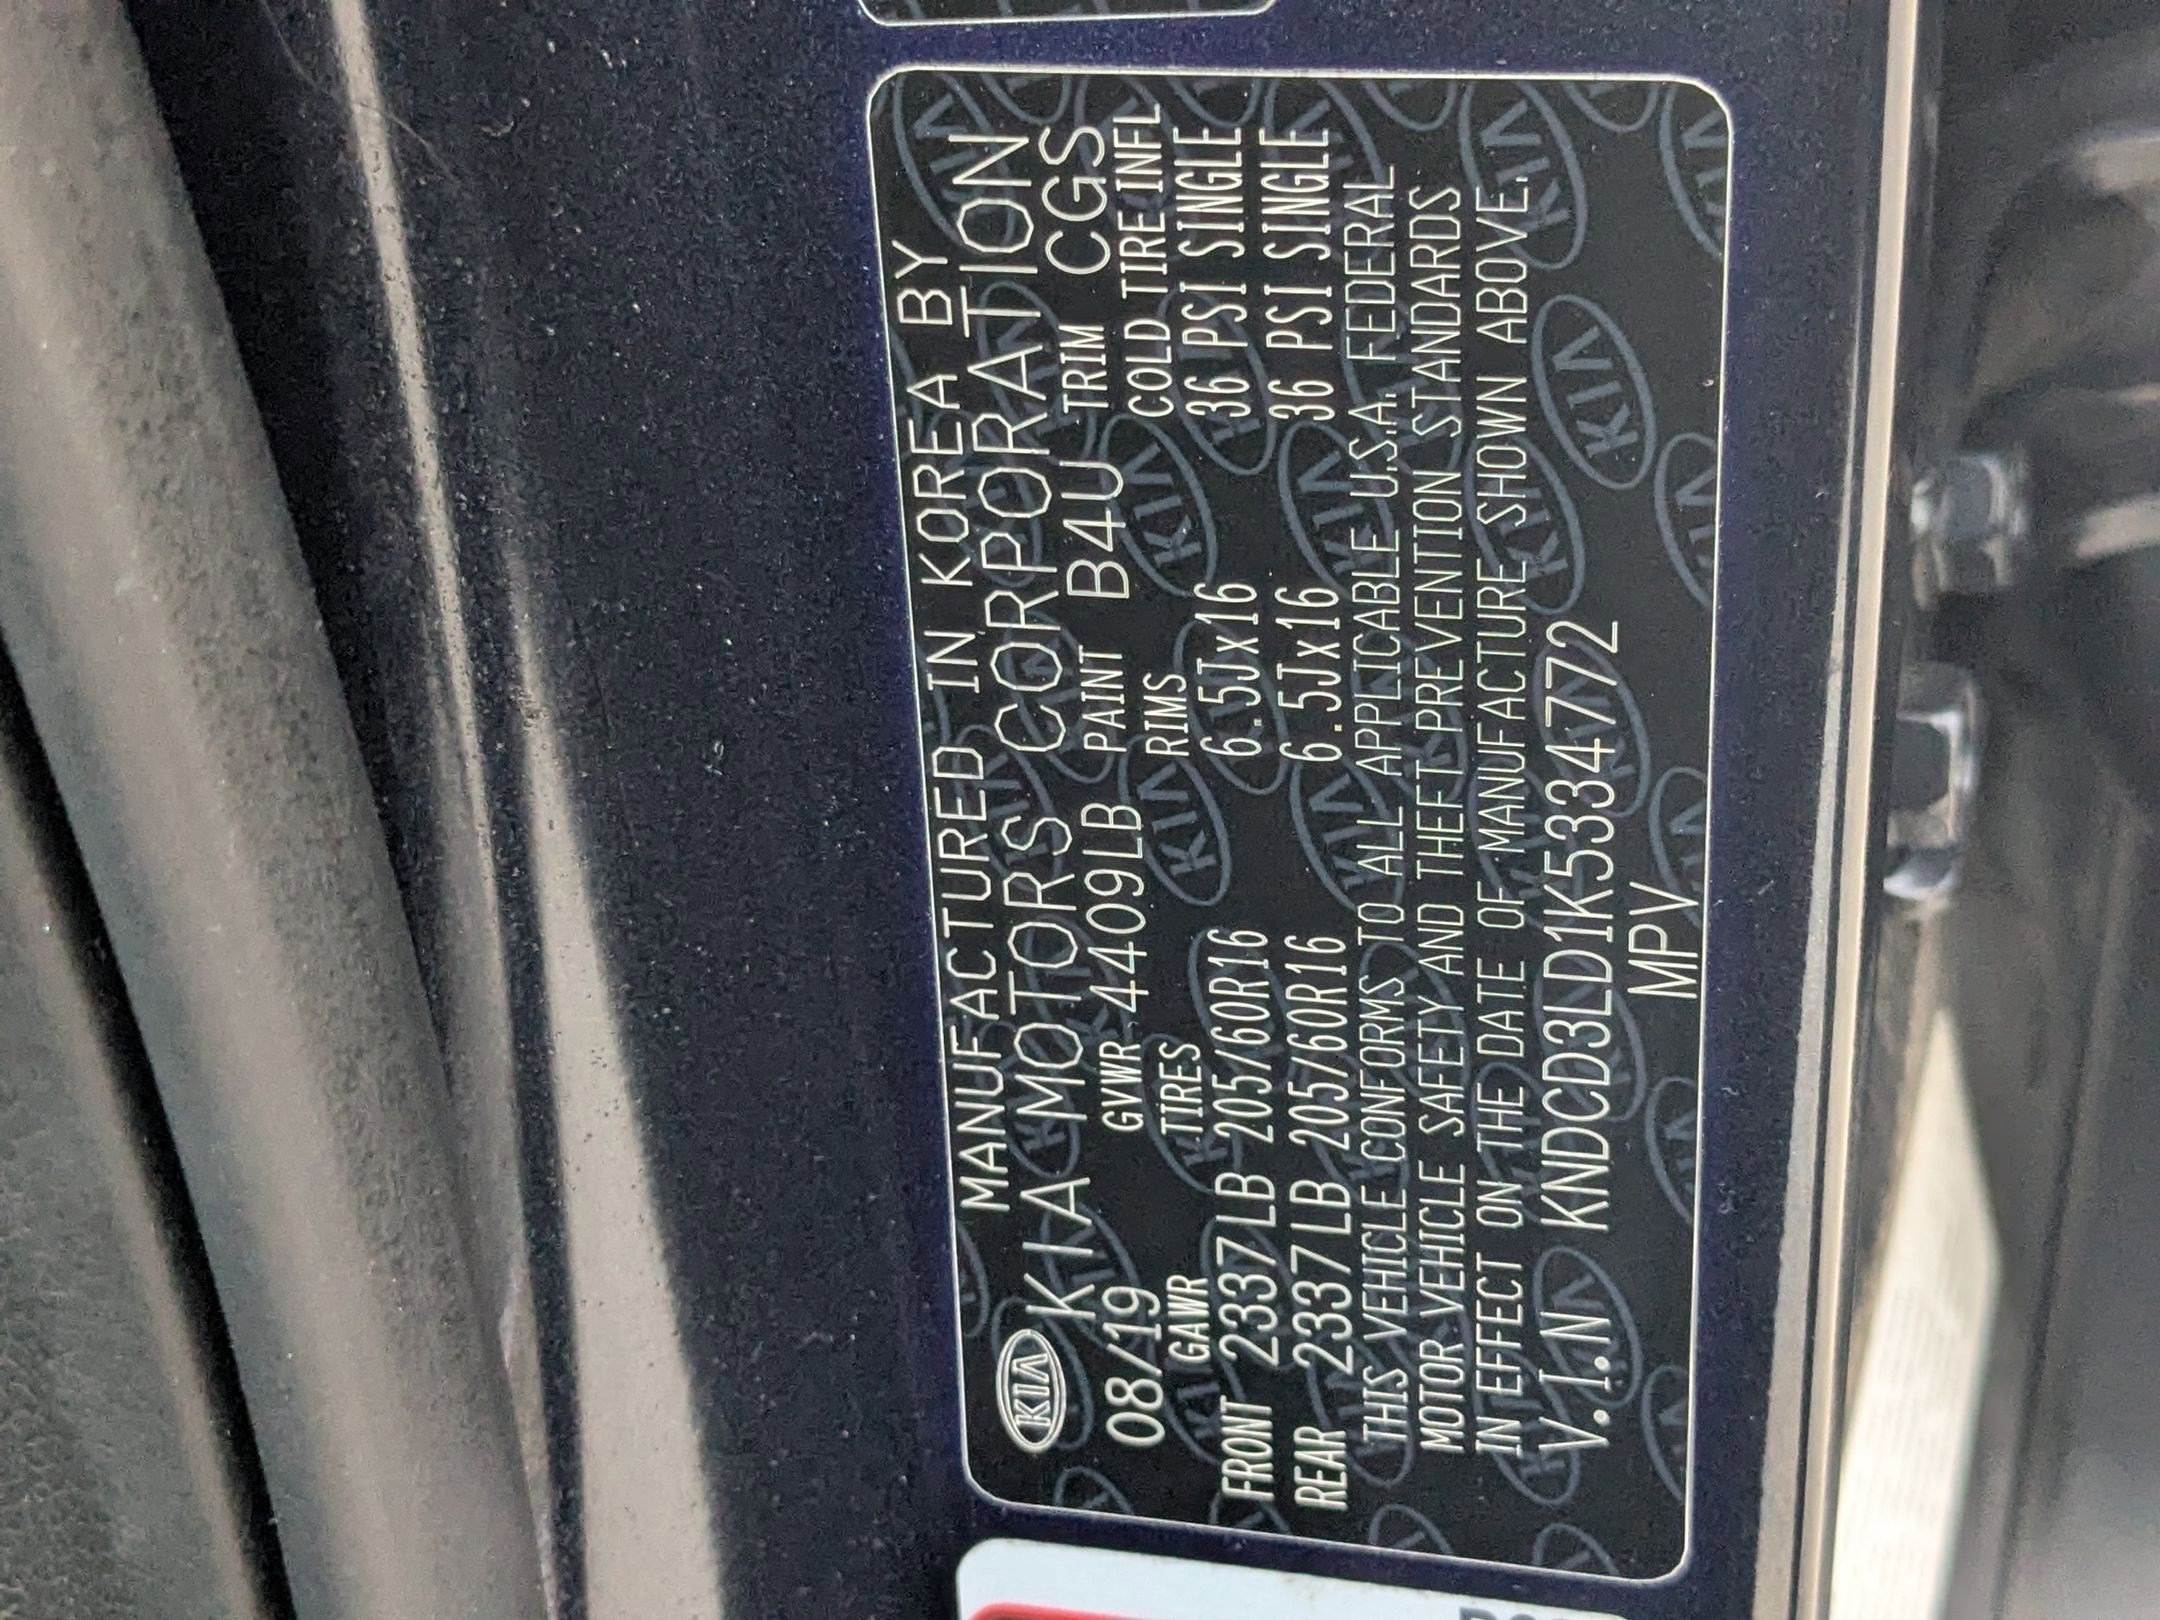 MANUFACTURED IN KOREA BY
KIA KIA MOTORS CORPORATION
08/19 GVWR 4409LB PAINT B4U TRIM CGS
GAWR TIRES RIMS COLD TIRE INFL
FRONT 2337LB 205/60R16 6.5Jx16 36 PSI SINGLE
REAR 2337LB 205/60R16 6.5Jx16 36 PSI SINGLE
THIS VEHICLE CONFORMS TO ALL APPLICABLE U.S.A. FEDERAL
MOTOR VEHICLE SAFETY AND THEFT PREVENTION STANDARDS
IN EFFECT ON THE DATE OF MANUFACTURE SHOWN ABOVE.
V.I.N KNDCD3LD1K5334772
MPV